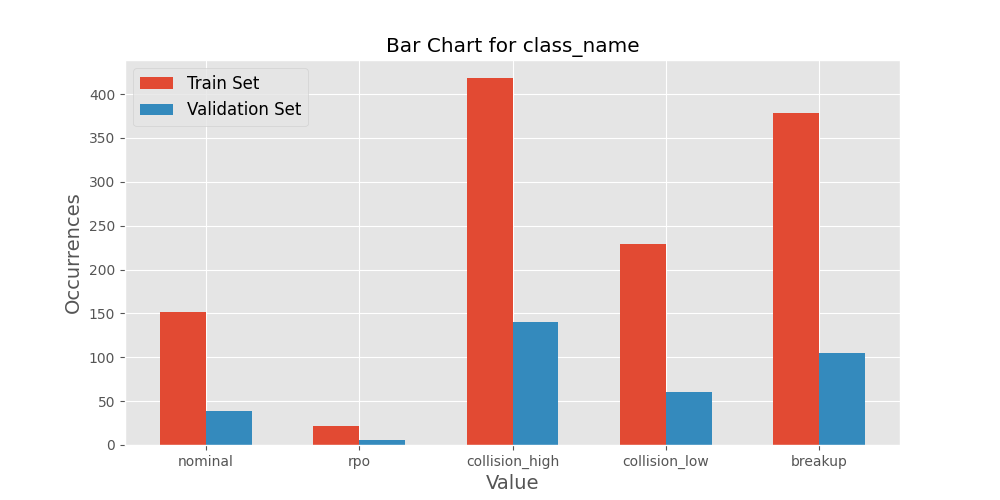 Bar Chart for class_name
Train Set
Validation Set
Occurrences
400
350
300
250
200
150
100
50
0
nominal rpo collision_high collision_low breakup
Value